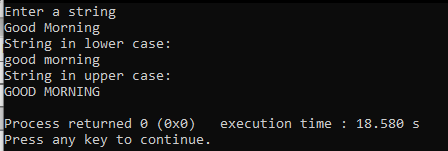 Enter a string
Good Morning
String in lower case:
good morning
String in upper case:
GOOD MORNING
Process returned 0 (0x0)   execution time : 18.580 s
Press any key to continue.